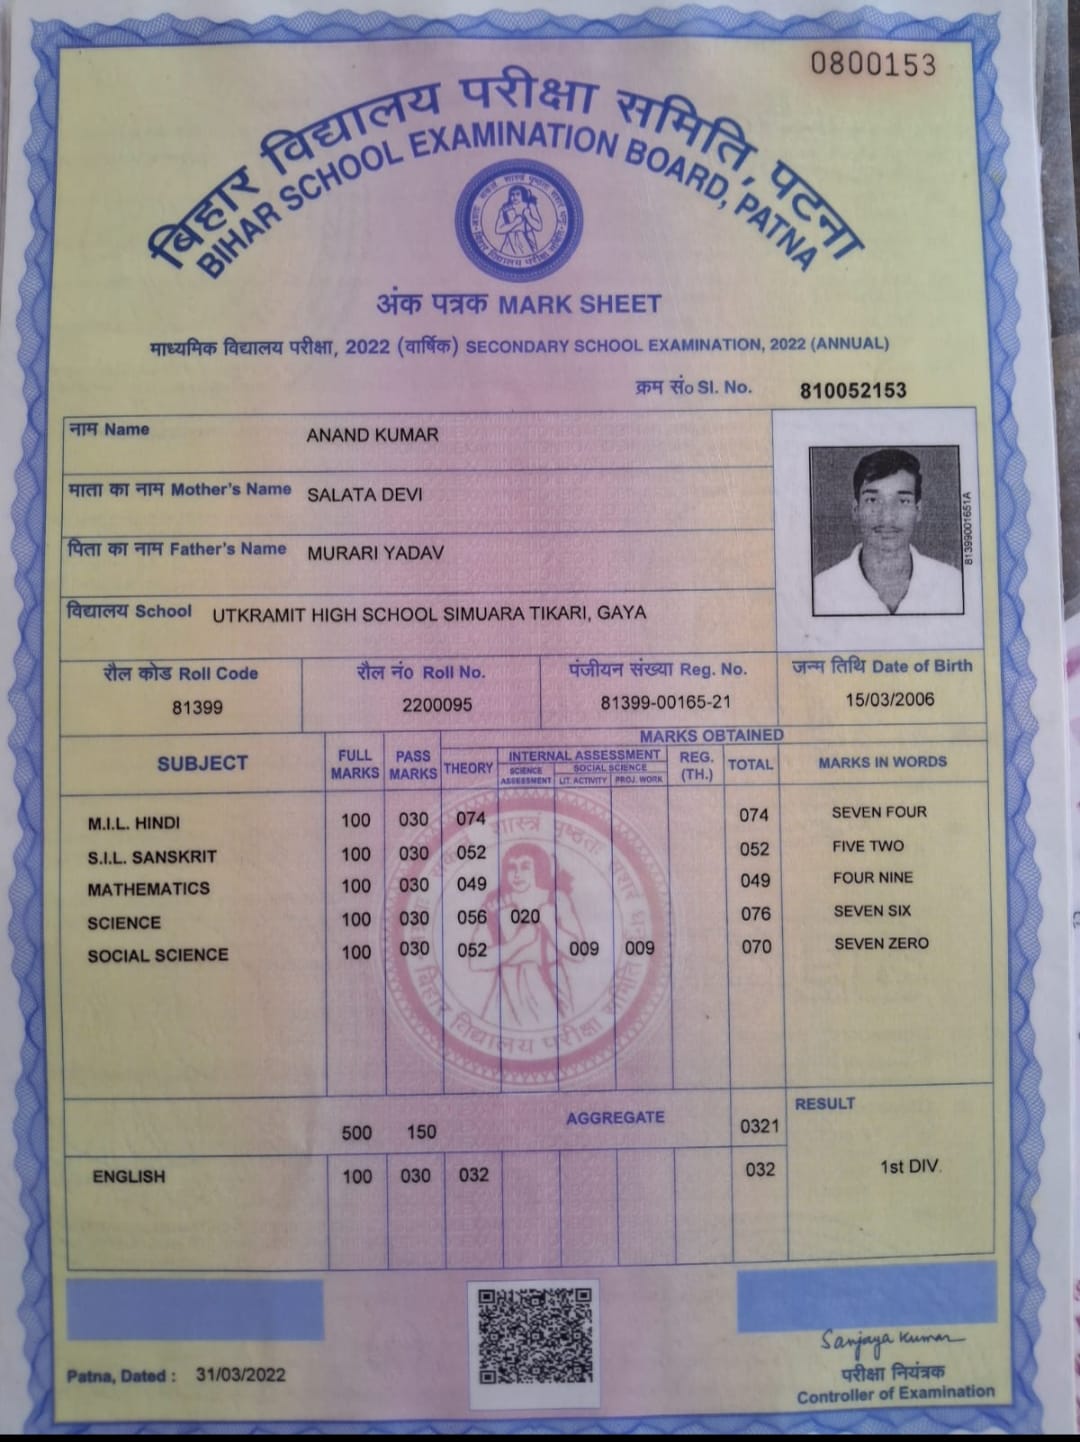 0800153
बिहार विद्यालय परीक्षा समिति, पटना
BIHAR SCHOOL EXAMINATION BOARD, PATNA
अंक पत्रक MARK SHEET
माध्यमिक विद्यालय परीक्षा, 2022 (वार्षिक) SECONDARY SCHOOL EXAMINATION, 2022 (ANNUAL)
क्रम सं० Sl. No. 810052153
नाम Name ANAND KUMAR
माता का नाम Mother's Name SALATA DEVI
पिता का नाम Father's Name MURARI YADAV
81399001651A
विद्यालय School UTKRAMIT HIGH SCHOOL SIMUARA TIKARI, GAYA
रौल कोड Roll Code रौल नं० Roll No. पंजीयन संख्या Reg. No. जन्म तिथि Date of Birth
81399 2200095 81399-00165-21 15/03/2006
MARKS OBTAINED
SUBJECT FULL MARKS PASS MARKS THEORY INTERNAL ASSESSMENT REG. (TH.) TOTAL MARKS IN WORDS
SCIENCE ASSESSMENT SOCIAL SCIENCE
LIT. ACTIVITY PROJ. WORK
M.I.L. HINDI 100 030 074 074 SEVEN FOUR
S.I.L. SANSKRIT 100 030 052 052 FIVE TWO
MATHEMATICS 100 030 049 049 FOUR NINE
SCIENCE 100 030 056 020 076 SEVEN SIX
SOCIAL SCIENCE 100 030 052 009 009 070 SEVEN ZERO
बिहार विद्यालय परीक्षा समिति
500 150 AGGREGATE 0321 RESULT
ENGLISH 100 030 032 032 1st DIV.
Sanjaya Kumar
Patna, Dated : 31/03/2022
परीक्षा नियंत्रक
Controller of Examination